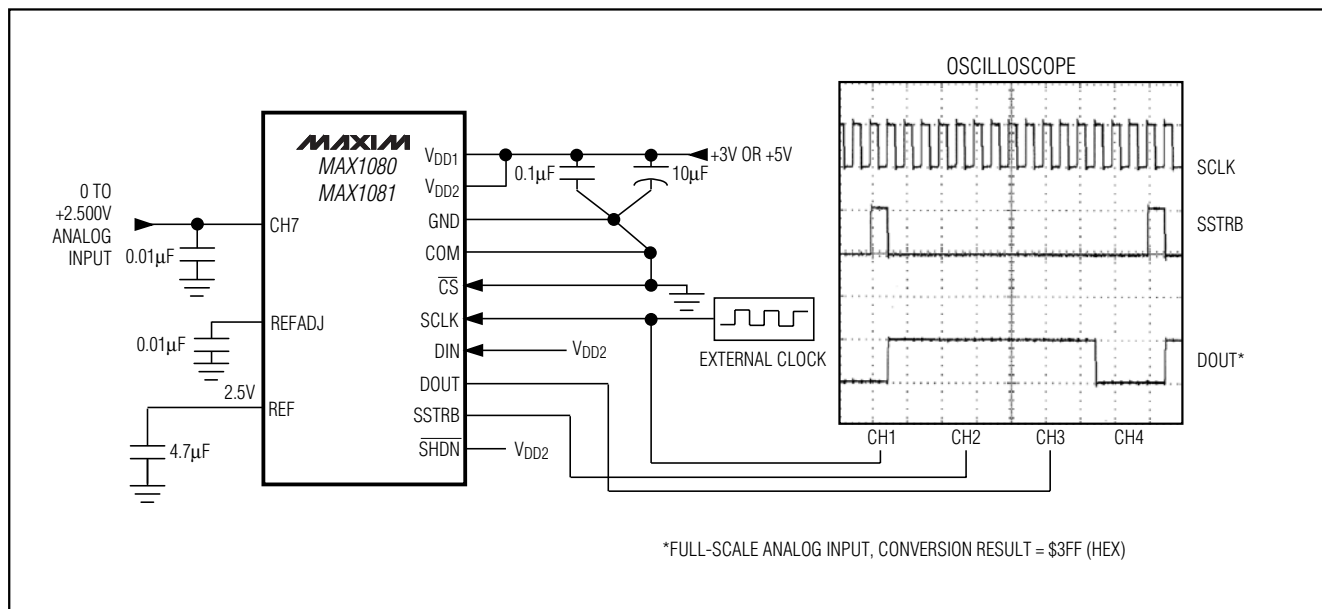 OSCILLOSCOPE
MAXIM
MAX1080
MAX1081
0 TO
+2.500V
ANALOG
INPUT
0.01μF
CH7
REFADJ
0.01μF
2.5V
REF
4.7μF
VDD1
VDD2
GND
COM
CS
SCLK
DIN
DOUT
SSTRB
SHDN
0.1μF
10μF
+3V OR +5V
VDD2
VDD2
EXTERNAL CLOCK
SCLK
SSTRB
DOUT*
CH1 CH2 CH3 CH4
*FULL-SCALE ANALOG INPUT, CONVERSION RESULT = $3FF (HEX)